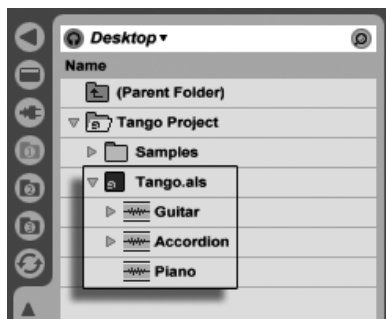 Desktop
Name
(Parent Folder)
Tango Project
Samples
Tango.als
Guitar
Accordion
Piano